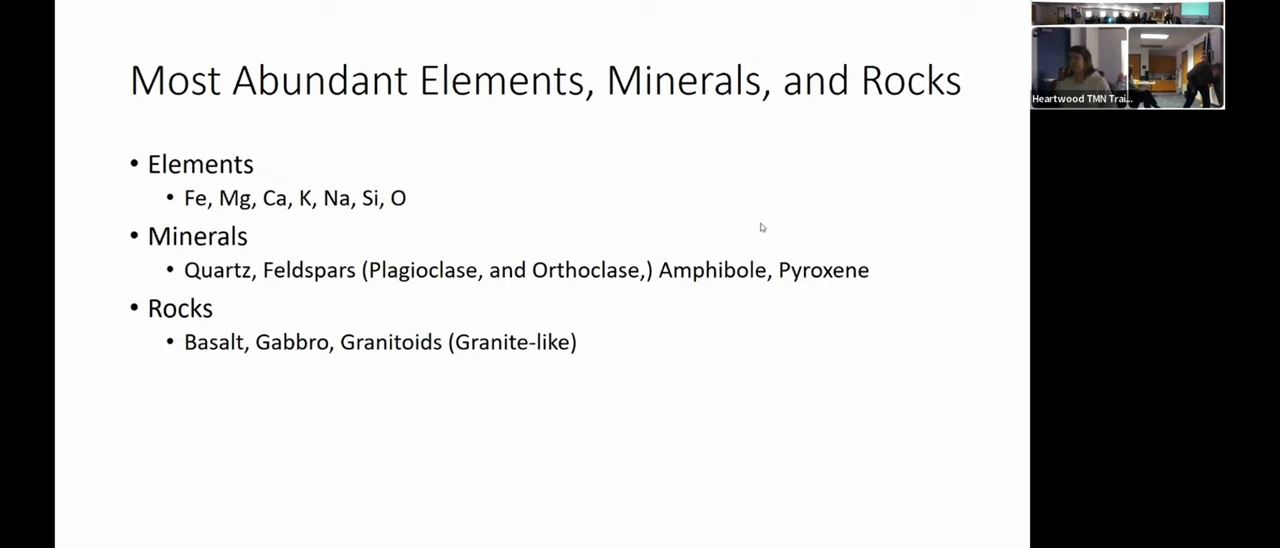 Most Abundant Elements, Minerals, and Rocks
• Elements
• Fe, Mg, Ca, K, Na, Si, O
• Minerals
• Quartz, Feldspars (Plagioclase, and Orthoclase,) Amphibole, Pyroxene
• Rocks
• Basalt, Gabbro, Granitoids (Granite-like)
Heartwood TMN Trai...